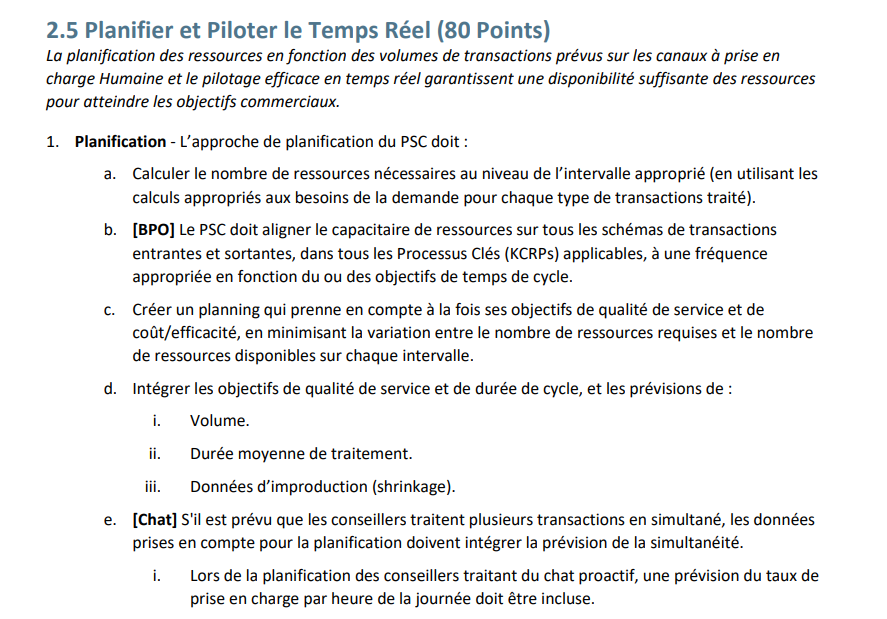 2.5 Planifier et Piloter le Temps Réel (80 Points)
La planification des ressources en fonction des volumes de transactions prévus sur les canaux à prise en
charge Humaine et le pilotage efficace en temps réel garantissent une disponibilité suffisante des ressources
pour atteindre les objectifs commerciaux.
1. Planification - L'approche de planification du PSC doit :
a. Calculer le nombre de ressources nécessaires au niveau de l'intervalle approprié (en utilisant les
calculs appropriés aux besoins de la demande pour chaque type de transactions traité).
b. [BPO] Le PSC doit aligner le capacitaire de ressources sur tous les schémas de transactions
entrantes et sortantes, dans tous les Processus Clés (KCRPs) applicables, à une fréquence
appropriée en fonction du ou des objectifs de temps de cycle.
c. Créer un planning qui prenne en compte à la fois ses objectifs de qualité de service et de
coût/efficacité, en minimisant la variation entre le nombre de ressources requises et le nombre
de ressources disponibles sur chaque intervalle.
d. Intégrer les objectifs de qualité de service et de durée de cycle, et les prévisions de :
i. Volume.
ii. Durée moyenne de traitement.
iii. Données d'improduction (shrinkage).
e. [Chat] S'il est prévu que les conseillers traitent plusieurs transactions en simultané, les données
prises en compte pour la planification doivent intégrer la prévision de la simultanéité.
i. Lors de la planification des conseillers traitant du chat proactif, une prévision du taux de
prise en charge par heure de la journée doit être incluse.